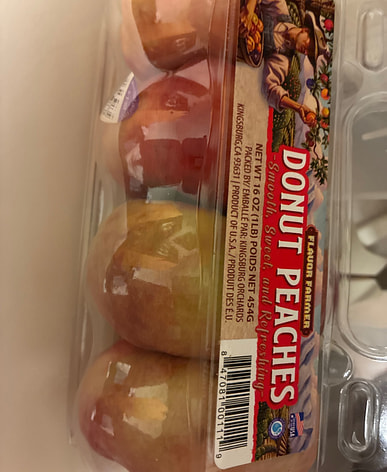 FLAVOR FARMER
DONUT PEACHES
-Smooth, Sweet, and Refreshing-
NET WT 16 OZ (1LB) POIDS NET 454G
PACKED BY/ EMBALLÉ PAR: KINGSBURG ORCHARDS
KINGSBURG, CA 93631 | PRODUCT OF U.S.A. / PRODUIT DES É.U.
8 47081 00111 9